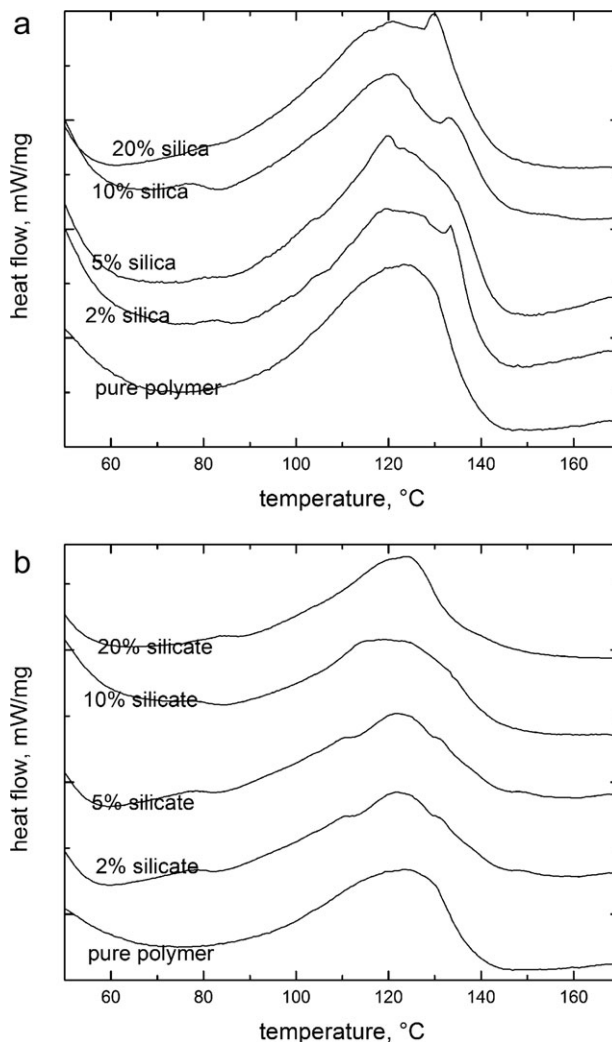 a
heat flow, mW/mg
20% silica
10% silica
5% silica
2% silica
pure polymer
60 80 100 120 140 160
temperature, °C
b
heat flow, mW/mg
20% silicate
10% silicate
5% silicate
2% silicate
pure polymer
60 80 100 120 140 160
temperature, °C